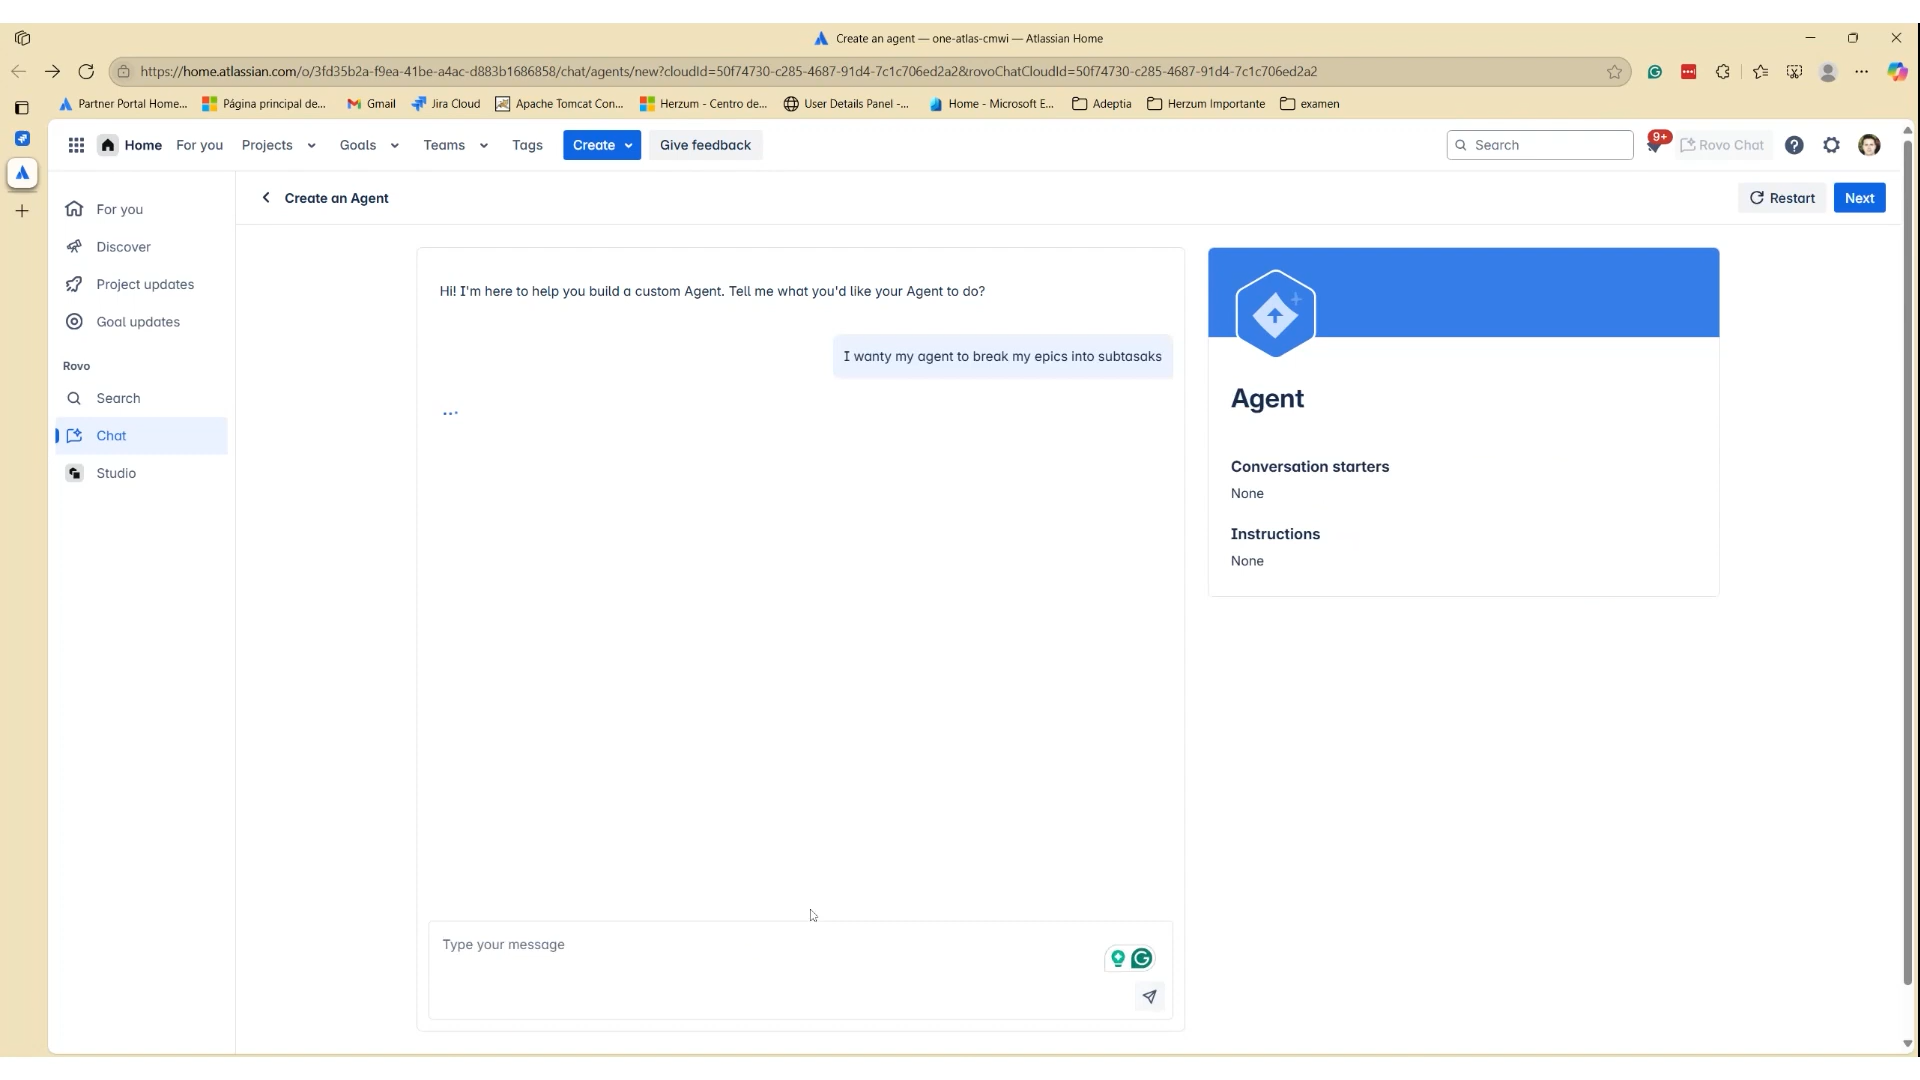 Create an agent — one-atlas-cmwi — Atlassian Home
https://home.atlassian.com/o/3fd35b2a-f9ea-41be-a4ac-d883b1686858/chat/agents/new?cloudId=50f74730-c285-4687-91d4-7c1c706ed2a2&rovoChatCloudId=50f74730-c285-4687-91d4-7c1c706ed2a2
Partner Portal Home... Página principal de... Gmail Jira Cloud Apache Tomcat Con... Herzum - Centro de... User Details Panel -... Home - Microsoft E... Adeptia Herzum Importante examen
Home For you Projects Goals Teams Tags Create Give feedback Search 9+ Rovo Chat
Create an Agent Restart Next
For you
Discover
Project updates
Goal updates
Rovo
Search
Chat
Studio
Hi! I'm here to help you build a custom Agent. Tell me what you'd like your Agent to do?
I wanty my agent to break my epics into subtasaks
Type your message
Agent
Conversation starters
None
Instructions
None